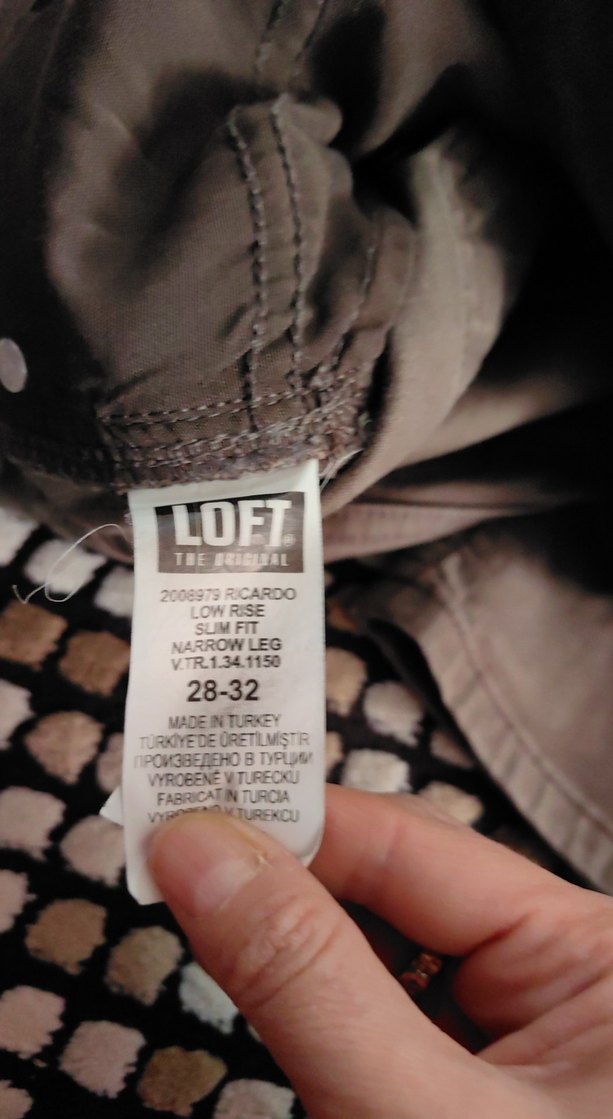 LOFT®
THE ORIGINAL
2008979 RICARDO
LOW RISE
SLIM FIT
NARROW LEG
V.TR.1.34.1150
28-32
MADE IN TURKEY
TÜRKİYE'DE ÜRETİLMİŞTİR
ПРОИЗВЕДЕНО В ТУРЦИИ
VYROBENÉ V TURECKU
FABRICAT IN TURCIA
V TUREKCU